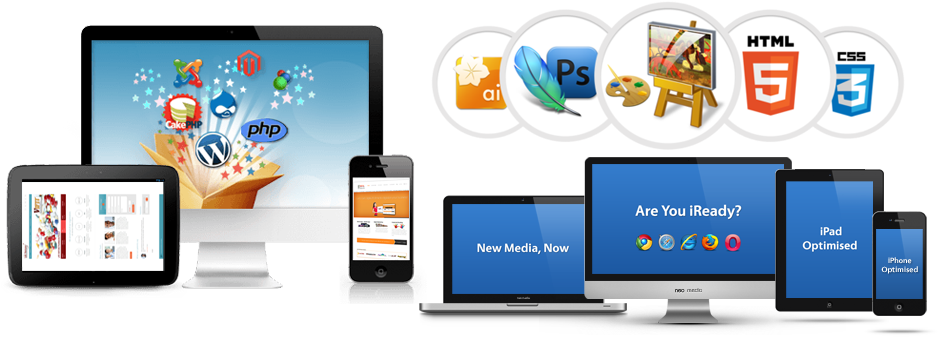 CakePHP
php
ai
Ps
HTML
5
CSS
3
New Media, Now
Are You iReady?
neo media
iPad
Optimised
iPhone
Optimised